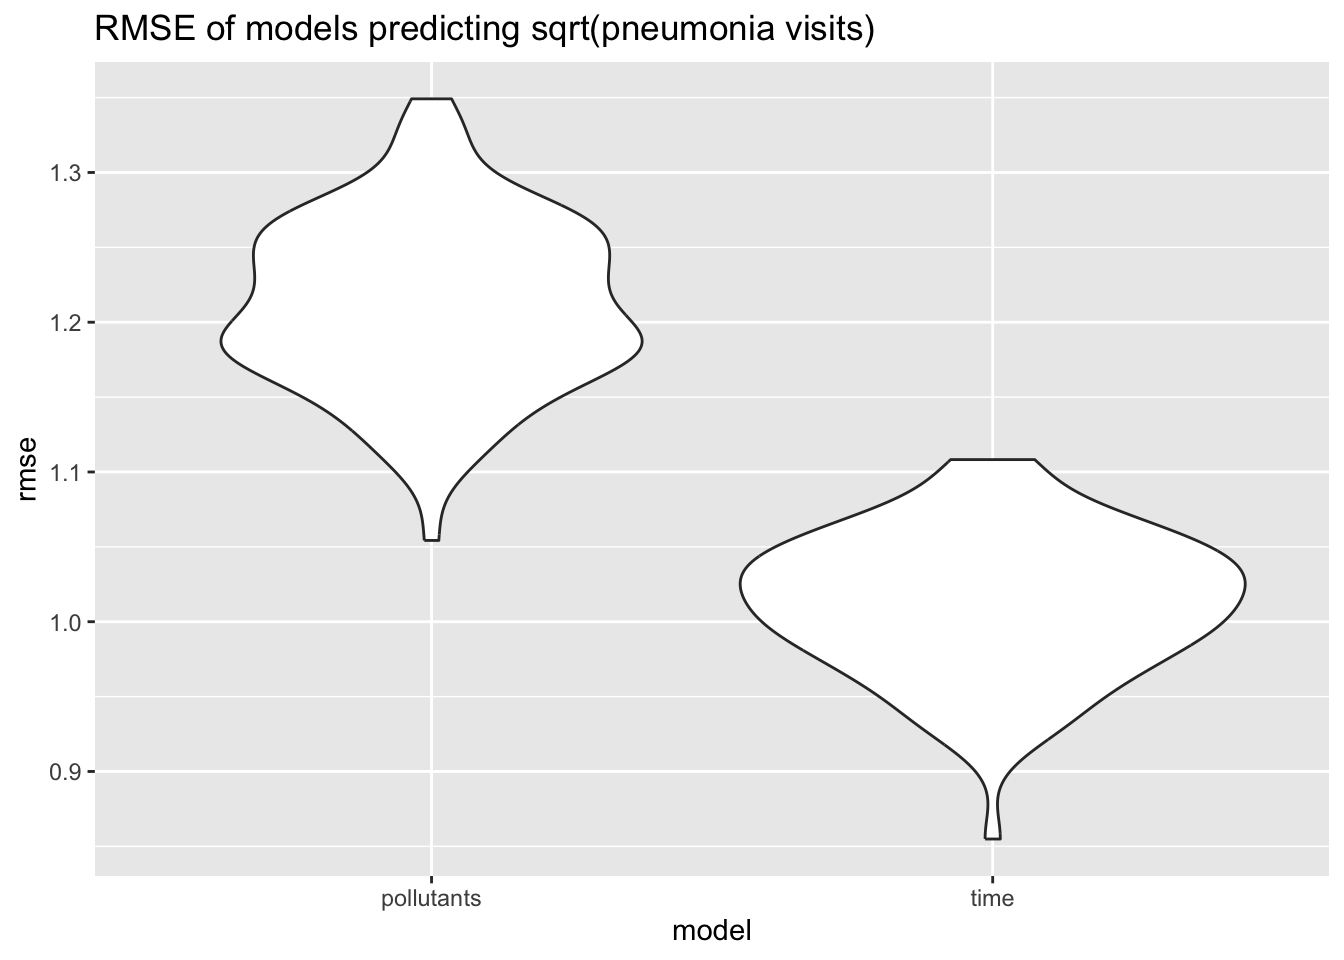 RMSE of models predicting sqrt(pneumonia visits)
1.3
1.2
1.1
1.0
0.9
rmse
pollutants
time
model